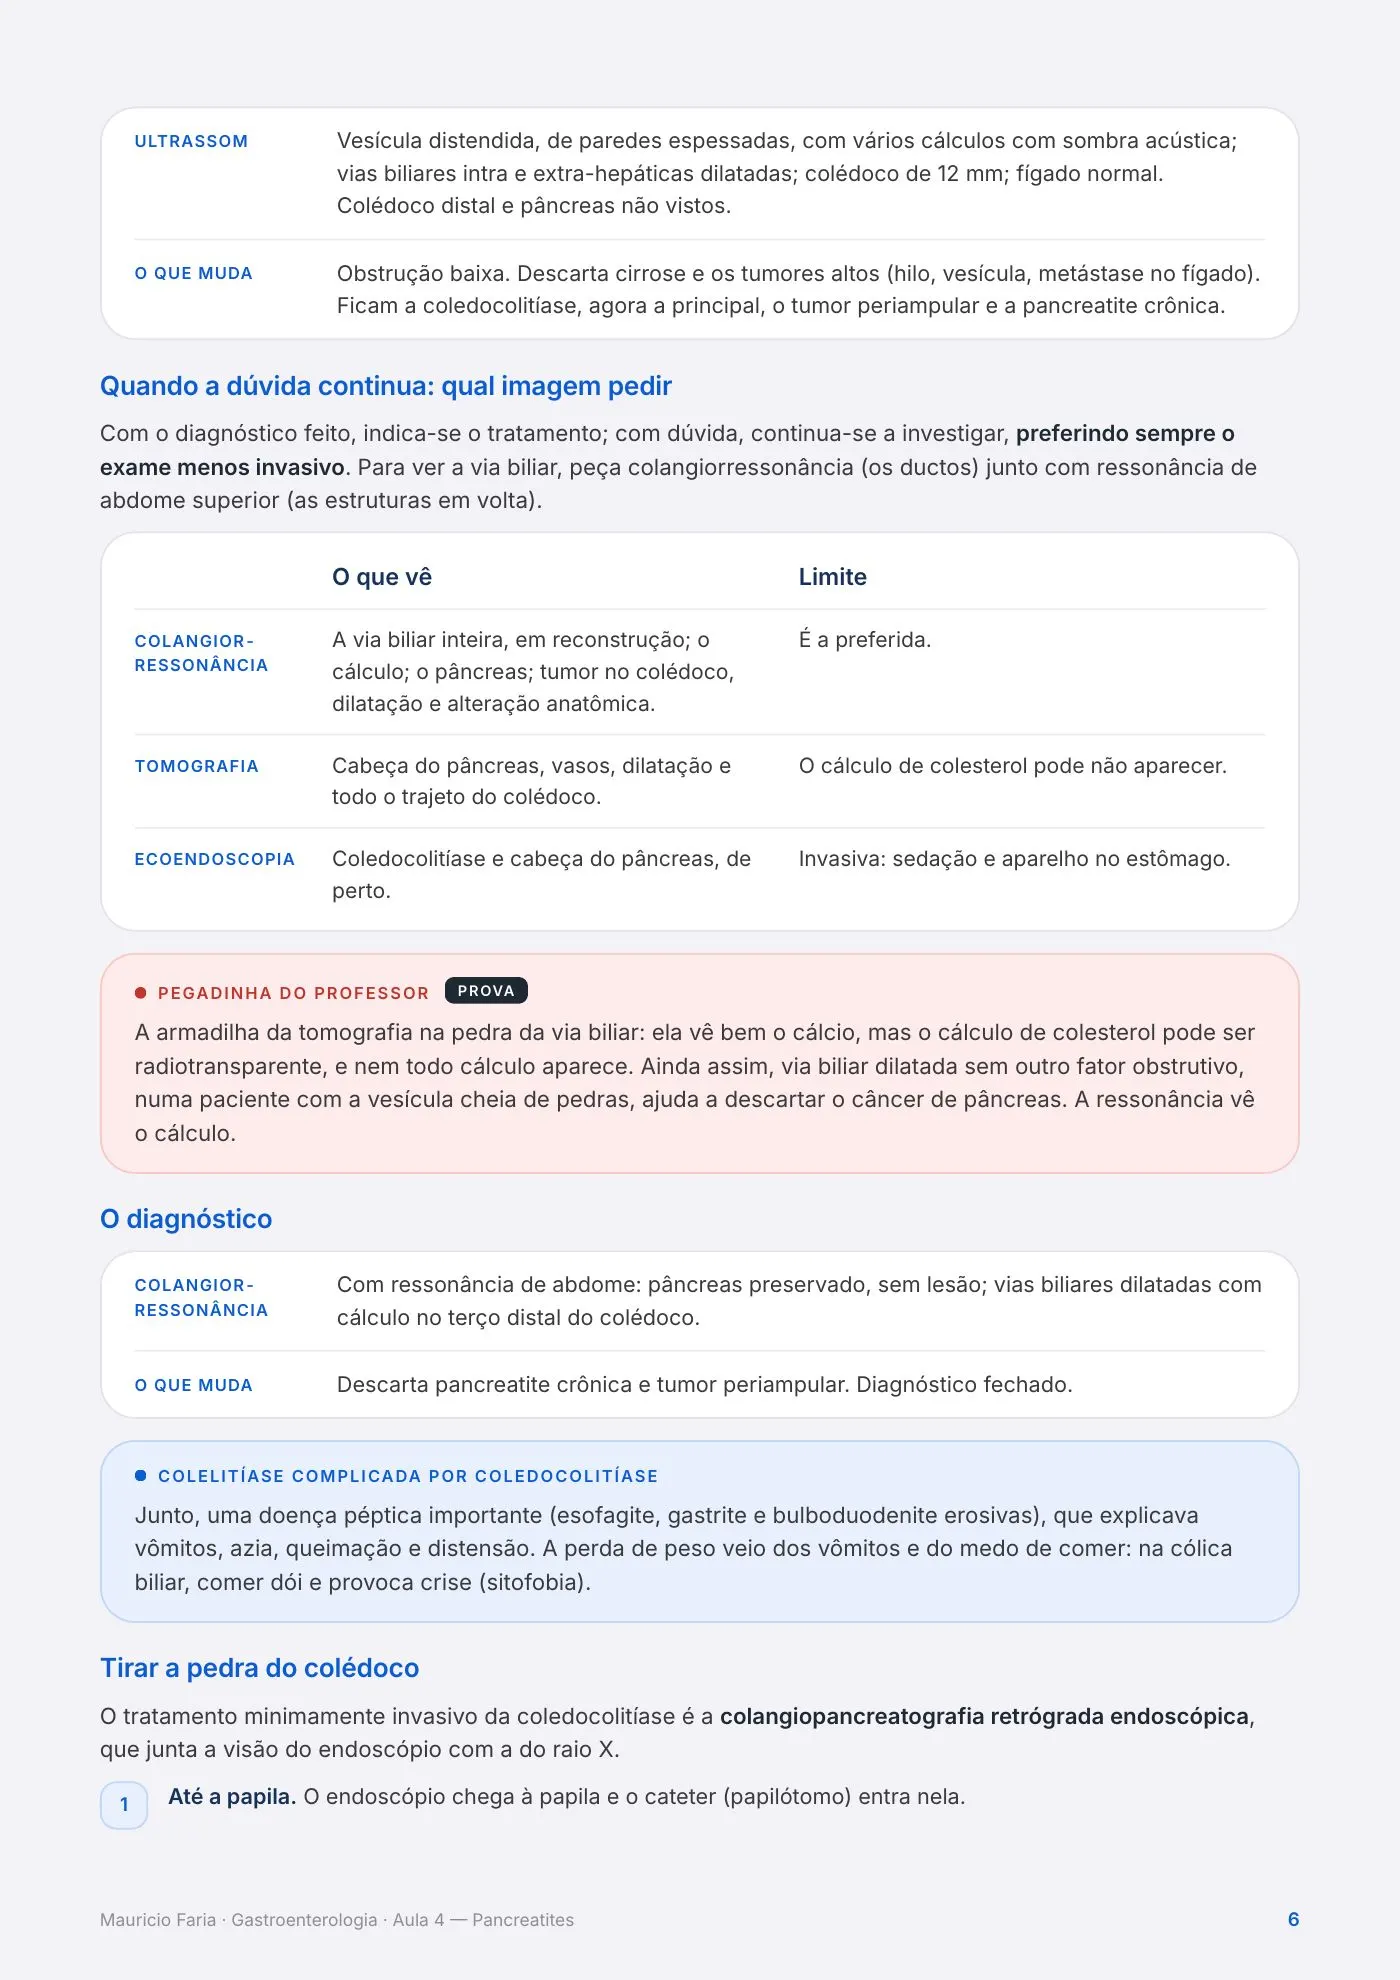 ULTRASSOM
Vesícula distendida, de paredes espessadas, com vários cálculos com sombra acústica;
vias biliares intra e extra-hepáticas dilatadas; colédoco de 12 mm; fígado normal.
Colédoco distal e pâncreas não vistos.
O QUE MUDA
Obstrução baixa. Descarta cirrose e os tumores altos (hilo, vesícula, metástase no fígado).
Ficam a coledocolitíase, agora a principal, o tumor periampular e a pancreatite crônica.
Quando a dúvida continua: qual imagem pedir
Com o diagnóstico feito, indica-se o tratamento; com dúvida, continua-se a investigar, preferindo sempre o
exame menos invasivo. Para ver a via biliar, peça colangiorressonância (os ductos) junto com ressonância de
abdome superior (as estruturas em volta).
O que vê
Limite
COLANGIOR-
RESSONÂNCIA
A via biliar inteira, em reconstrução; o
cálculo; o pâncreas; tumor no colédoco,
dilatação e alteração anatômica.
É a preferida.
TOMOGRAFIA
Cabeça do pâncreas, vasos, dilatação e
todo o trajeto do colédoco.
O cálculo de colesterol pode não aparecer.
ECOENDOSCOPIA
Coledocolitíase e cabeça do pâncreas, de
perto.
Invasiva: sedação e aparelho no estômago.
PEGADINHA DO PROFESSOR PROVA
A armadilha da tomografia na pedra da via biliar: ela vê bem o cálcio, mas o cálculo de colesterol pode ser
radiotransparente, e nem todo cálculo aparece. Ainda assim, via biliar dilatada sem outro fator obstrutivo,
numa paciente com a vesícula cheia de pedras, ajuda a descartar o câncer de pâncreas. A ressonância vê
o cálculo.
O diagnóstico
COLANGIOR-
RESSONÂNCIA
Com ressonância de abdome: pâncreas preservado, sem lesão; vias biliares dilatadas com
cálculo no terço distal do colédoco.
O QUE MUDA
Descarta pancreatite crônica e tumor periampular. Diagnóstico fechado.
COLELITÍASE COMPLICADA POR COLEDOCOLITÍASE
Junto, uma doença péptica importante (esofagite, gastrite e bulboduodenite erosivas), que explicava
vômitos, azia, queimação e distensão. A perda de peso veio dos vômitos e do medo de comer: na cólica
biliar, comer dói e provoca crise (sitofobia).
Tirar a pedra do colédoco
O tratamento minimamente invasivo da coledocolitíase é a colangiopancreatografia retrógrada endoscópica,
que junta a visão do endoscópio com a do raio X.
1 Até a papila. O endoscópio chega à papila e o cateter (papilótomo) entra nela.
Mauricio Faria · Gastroenterologia · Aula 4 — Pancreatites
6